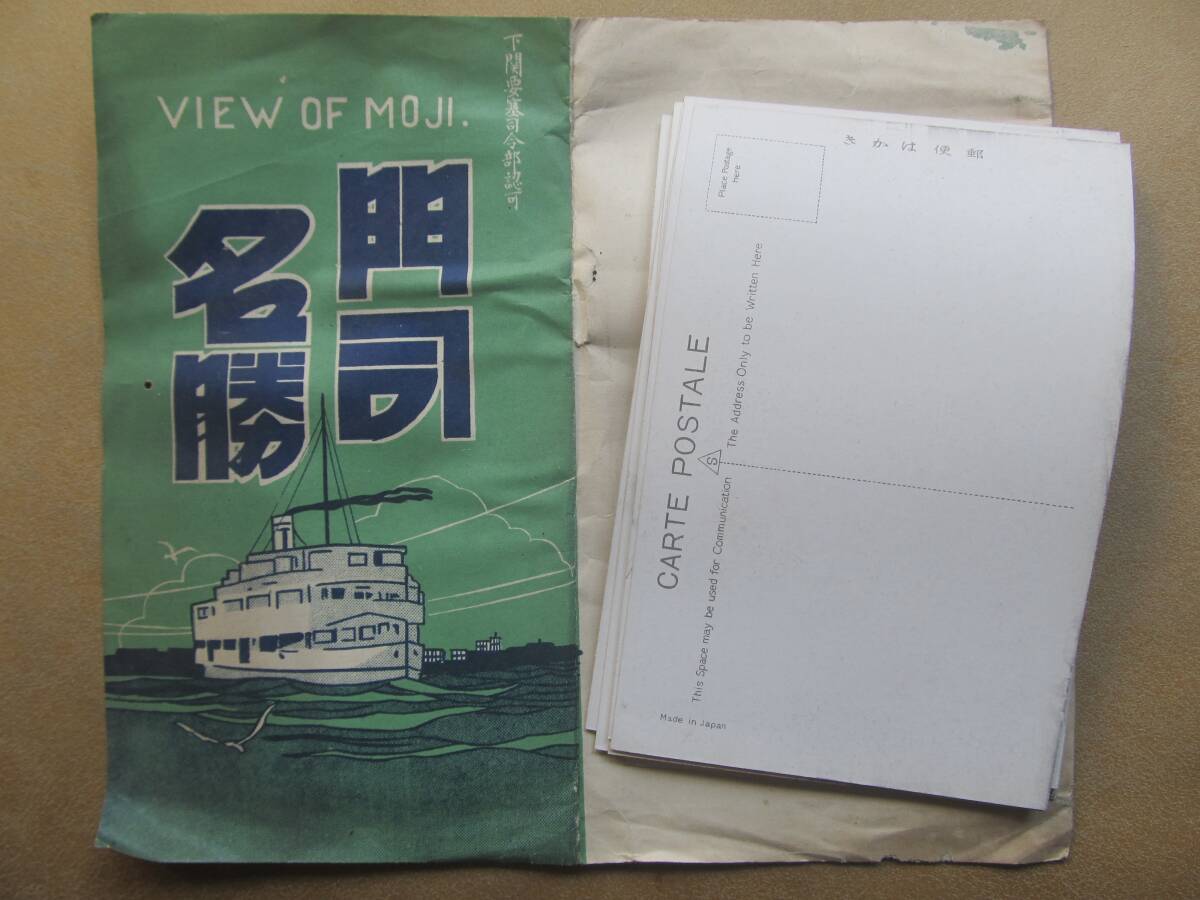 下關要塞司令部認可
VIEW OF MOJI.
門司
名勝
きかは便郵
Place Postage
here
CARTE POSTALE
This Space may be used for Communication
S
The Address Only to be Written Here
Made in Japan